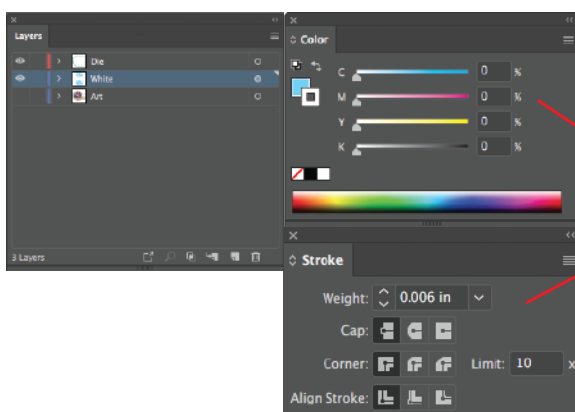 Layers
Die
White
Art
3 Layers
Color
C 0 %
M 0 %
Y 0 %
K 0 %
Stroke
Weight: 0.006 in
Cap:
Corner: Limit: 10 x
Align Stroke: